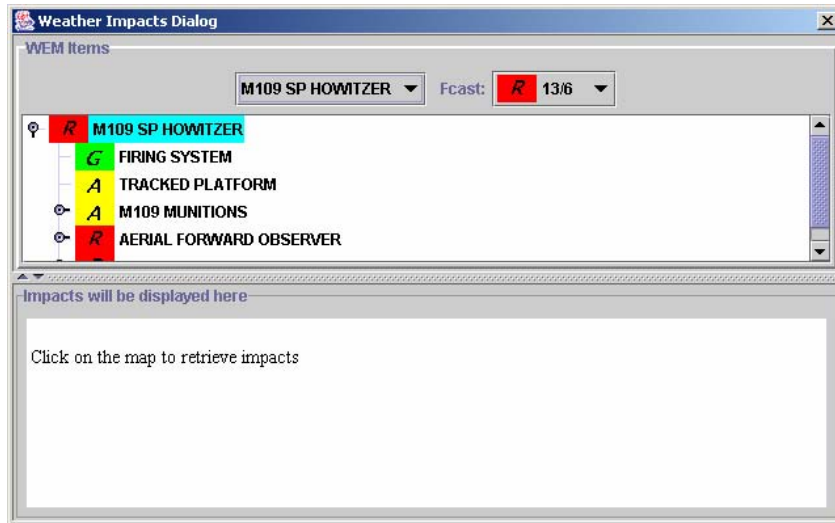 Weather Impacts Dialog
WEM Items
M109 SP HOWITZER Fcast: R 13/6
R M109 SP HOWITZER
G FIRING SYSTEM
A TRACKED PLATFORM
A M109 MUNITIONS
R AERIAL FORWARD OBSERVER
Impacts will be displayed here
Click on the map to retrieve impacts